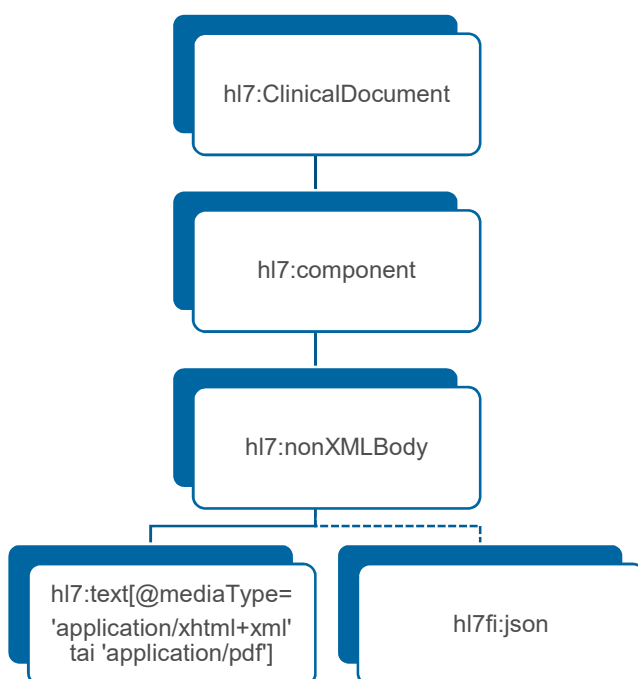 hl7:ClinicalDocument
hl7:component
hl7:nonXMLBody
hl7:text[@mediaType=
'application/xhtml+xml'
tai 'application/pdf']
hl7fi:json